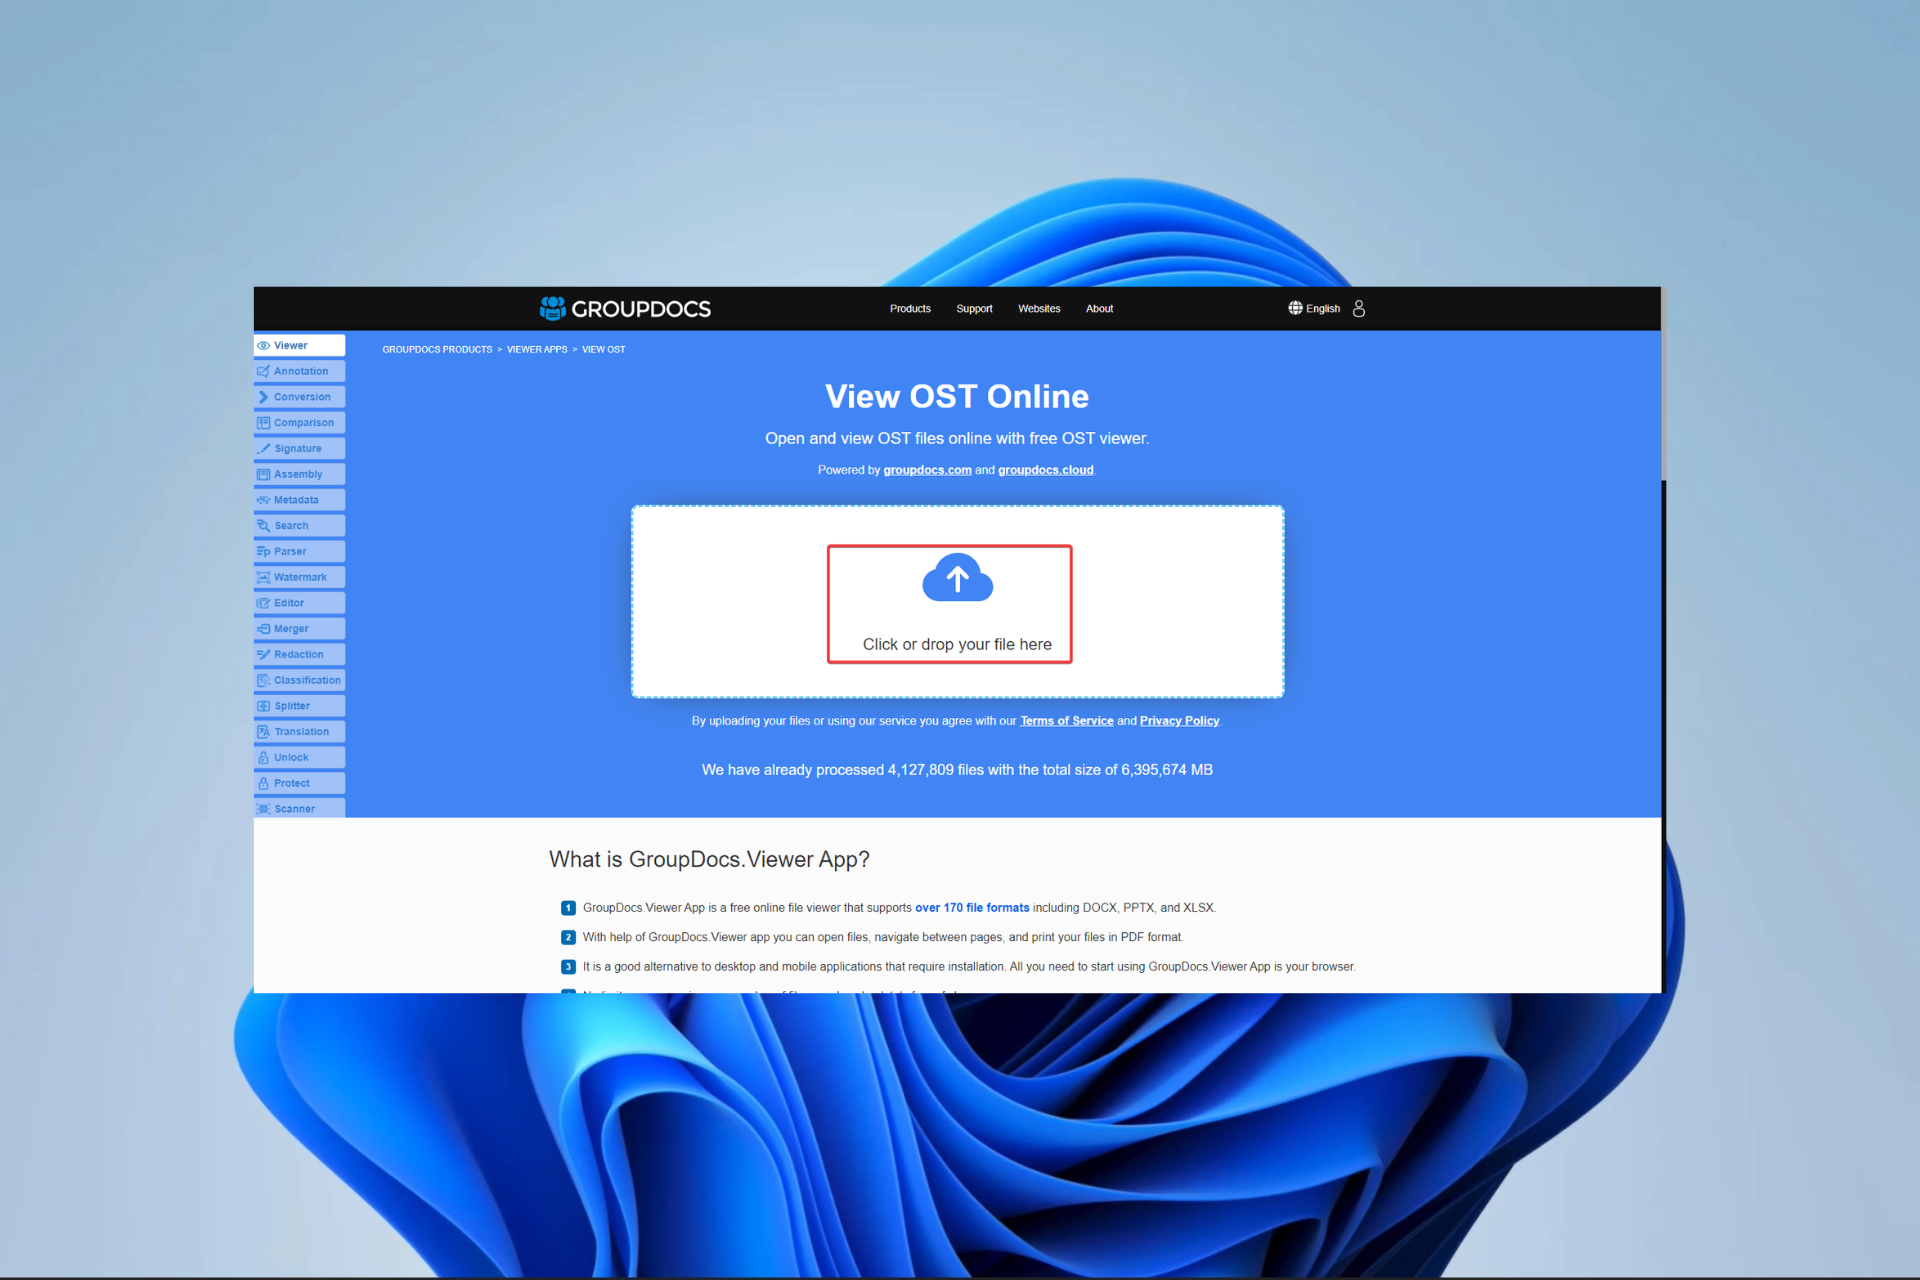 GROUPDOCS
Products Support Websites About
English
Viewer
Annotation
Conversion
Comparison
Signature
Assembly
Metadata
Search
Parser
Watermark
Editor
Merger
Redaction
Classification
Splitter
Translation
Unlock
Protect
Scanner
GROUPDOCS PRODUCTS > VIEWER APPS > VIEW OST
View OST Online
Open and view OST files online with free OST viewer.
Powered by groupdocs.com and groupdocs.cloud.
Click or drop your file here
By uploading your files or using our service you agree with our Terms of Service and Privacy Policy.
We have already processed 4,127,809 files with the total size of 6,395,674 MB
What is GroupDocs.Viewer App?
1 GroupDocs.Viewer App is a free online file viewer that supports over 170 file formats including DOCX, PPTX, and XLSX.
2 With help of GroupDocs.Viewer app you can open files, navigate between pages, and print your files in PDF format.
3 It is a good alternative to desktop and mobile applications that require installation. All you need to start using GroupDocs.Viewer App is your browser.